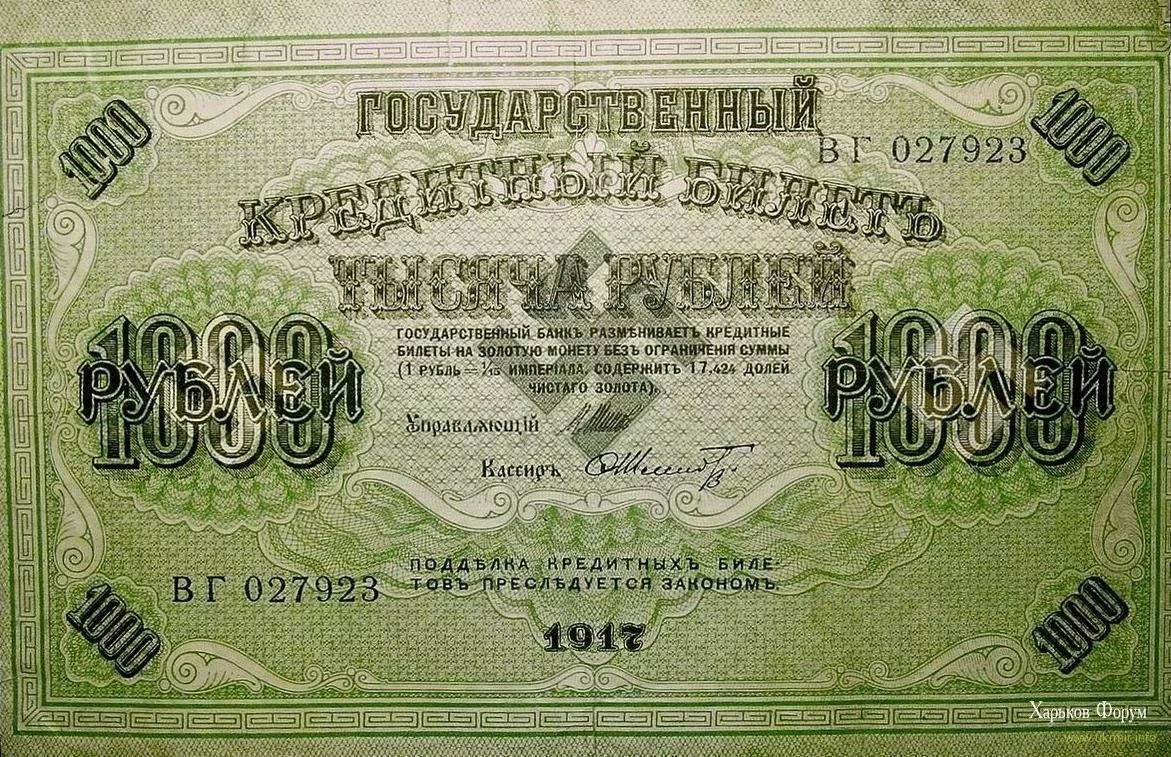 ГОСУДАРСТВЕННЫЙ
1000
1000
ВГ 027923
КРЕДИТНЫЙ БИЛЕТЪ
ТЫСЯЧА РУБЛЕЙ
1000
РУБЛЕЙ
ГОСУДАРСТВЕННЫЙ БАНКЪ РАЗМѢНИВАЕТЪ КРЕДИТНЫЕ
БИЛЕТЫ НА ЗОЛОТУЮ МОНЕТУ БЕЗЪ ОГРАНИЧЕНІЯ СУММЫ
(1 РУБЛЬ = 1/15 ИМПЕРІАЛА, СОДЕРЖИТЪ 17,424 ДОЛЕЙ
ЧИСТАГО ЗОЛОТА).
1000
РУБЛЕЙ
Управляющій
Кассиръ
ПОДДѢЛКА КРЕДИТНЫХЪ БИЛЕ-
ТОВЪ ПРЕСЛѢДУЕТСЯ ЗАКОНОМЪ.
ВГ 027923
1917
1000
1000
Харьков Форум